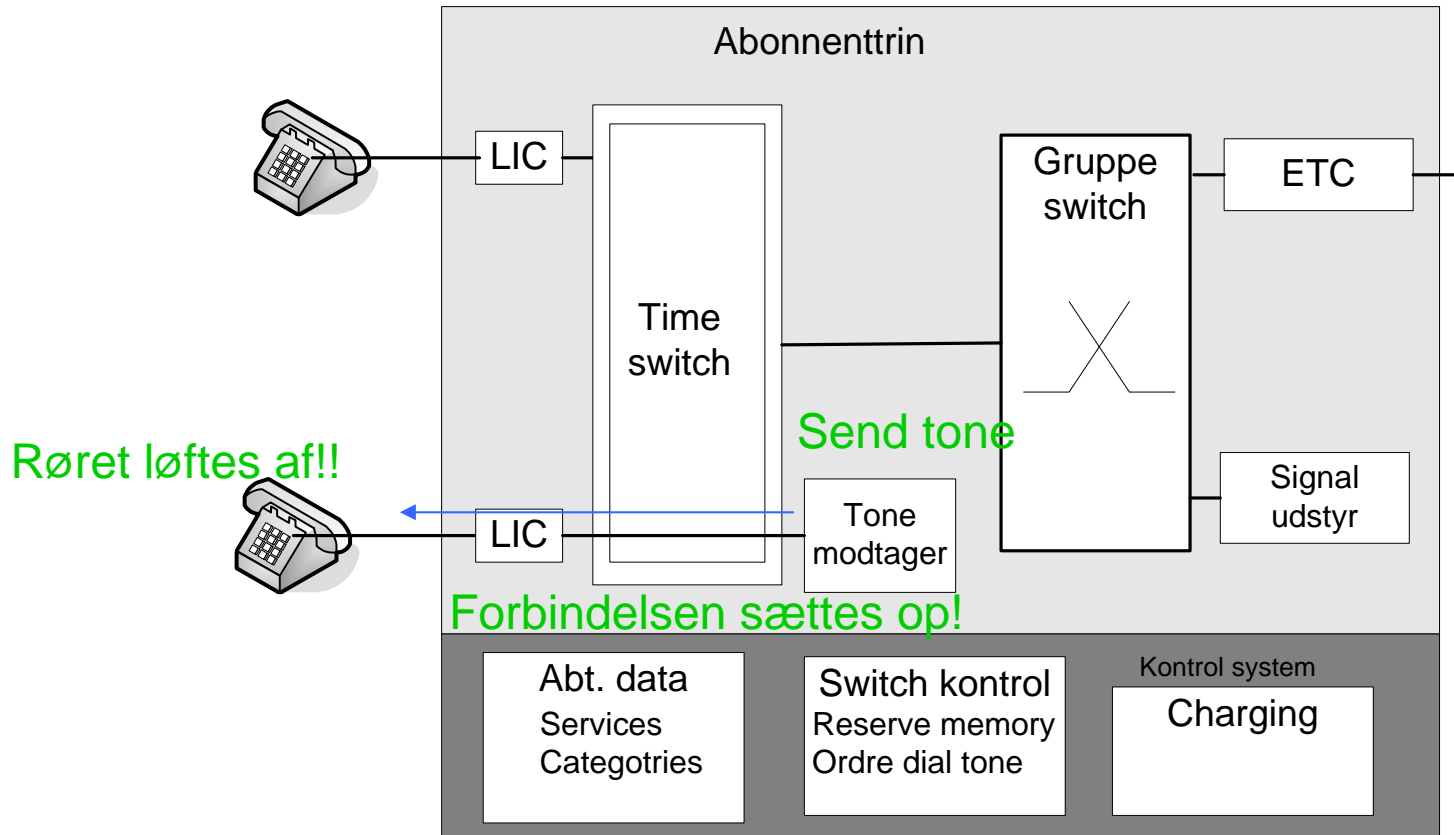 Abonnenttrin
LIC
Gruppe
switch
ETC
Time
switch
Send tone
Røret løftes af!!
Signal
udstyr
LIC
Tone
modtager
Forbindelsen sættes op!
Kontrol system
Abt. data
Services
Categotries
Switch kontrol
Reserve memory
Ordre dial tone
Charging